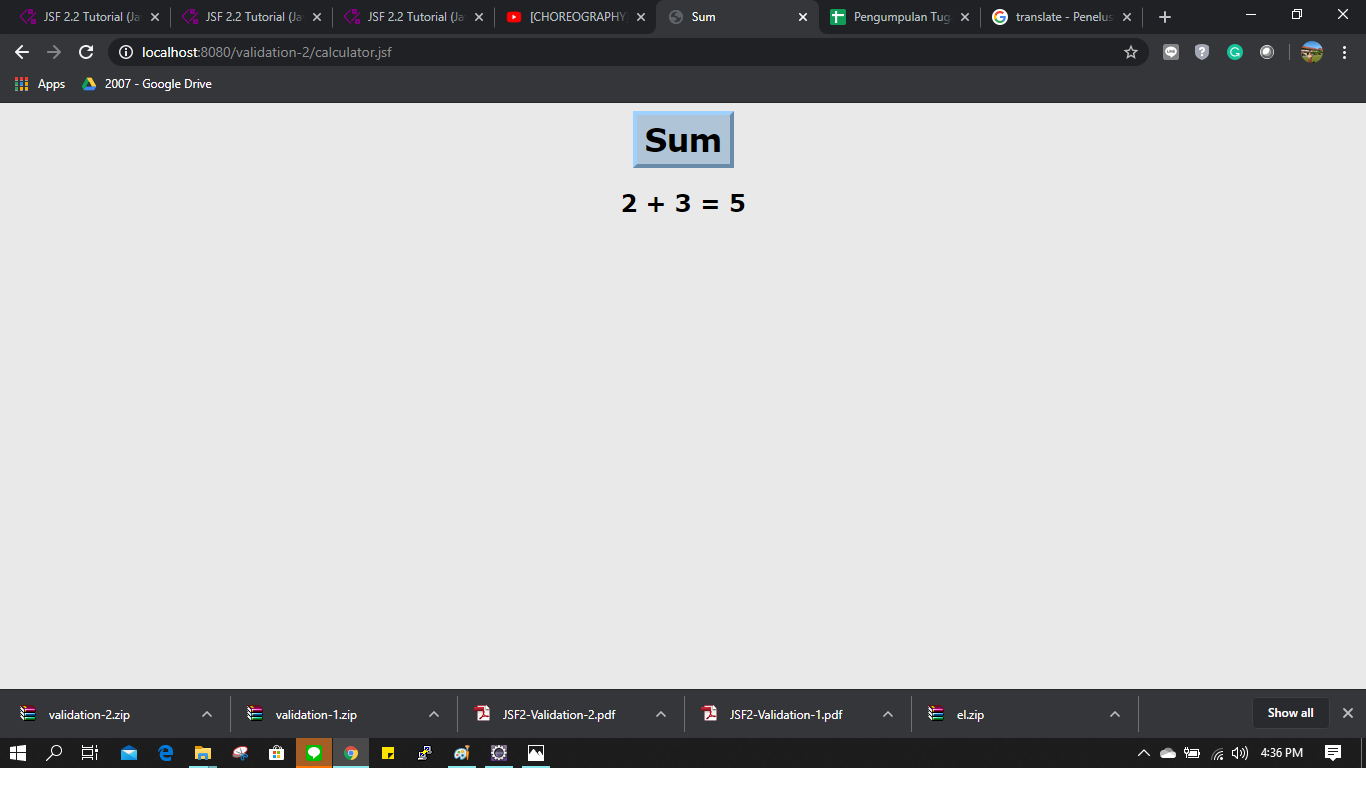 JSF 2.2 Tutorial (Ja
JSF 2.2 Tutorial (Ja
JSF 2.2 Tutorial (Ja
[CHOREOGRAPHY
Sum
Pengumpulan Tug
translate - Penelus
localhost:8080/validation-2/calculator.jsf
Apps
2007 - Google Drive
Sum
2 + 3 = 5
validation-2.zip
validation-1.zip
JSF2-Validation-2.pdf
JSF2-Validation-1.pdf
el.zip
Show all
4:36 PM